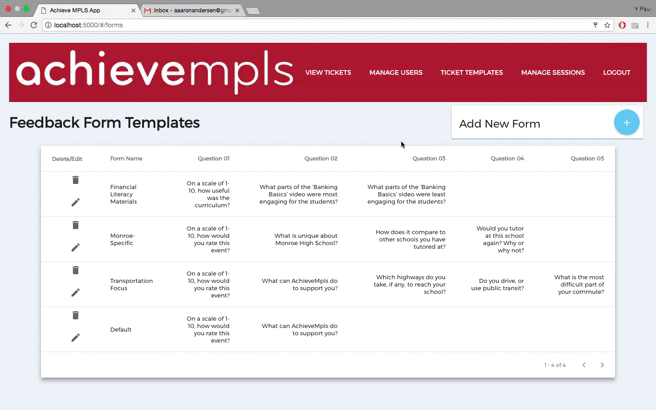 Achieve MPLS App
Inbox - aaaronandersen@gm
localhost:5000/#/forms
achievempls
VIEW TICKETS
MANAGE USERS
TICKET TEMPLATES
MANAGE SESSIONS
LOGOUT
Feedback Form Templates
Add New Form
+
Delete/Edit
Form Name
Question 01
Question 02
Question 03
Question 04
Question 05
Financial
Literacy
Materials
On a scale of 1-
10, how useful
was the
curriculum?
What parts of the 'Banking
Basics' video were most
engaging for the students?
What parts of the 'Banking
Basics' video were least
engaging for the students?
Monroe-
Specific
On a scale of 1-
10, how would
you rate this
event?
What is unique about
Monroe High School?
How does it compare to
other schools you have
tutored at?
Would you tutor
at this school
again? Why or
why not?
Transportation
Focus
On a scale of 1-
10, how would
you rate this
event?
What can AchieveMpls do
to support you?
Which highways do you
take, if any, to reach your
school?
Do you drive, or
use public transit?
What is the most
difficult part of
your commute?
Default
On a scale of 1-
10, how would
you rate this
event?
What can AchieveMpls do
to support you?
1 - 4 of 4